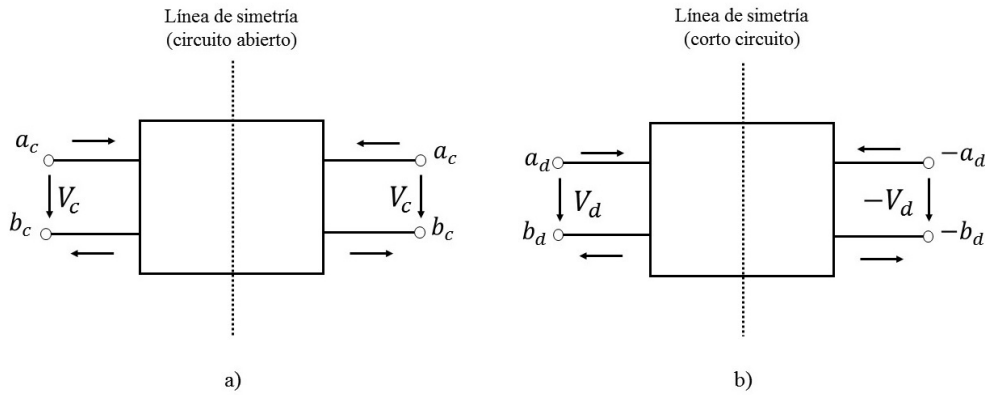 Línea de simetría
(circuito abierto)
a_c
a_c
V_c
V_c
b_c
b_c
a)
Línea de simetría
(corto circuito)
a_d
−a_d
V_d
−V_d
b_d
−b_d
b)